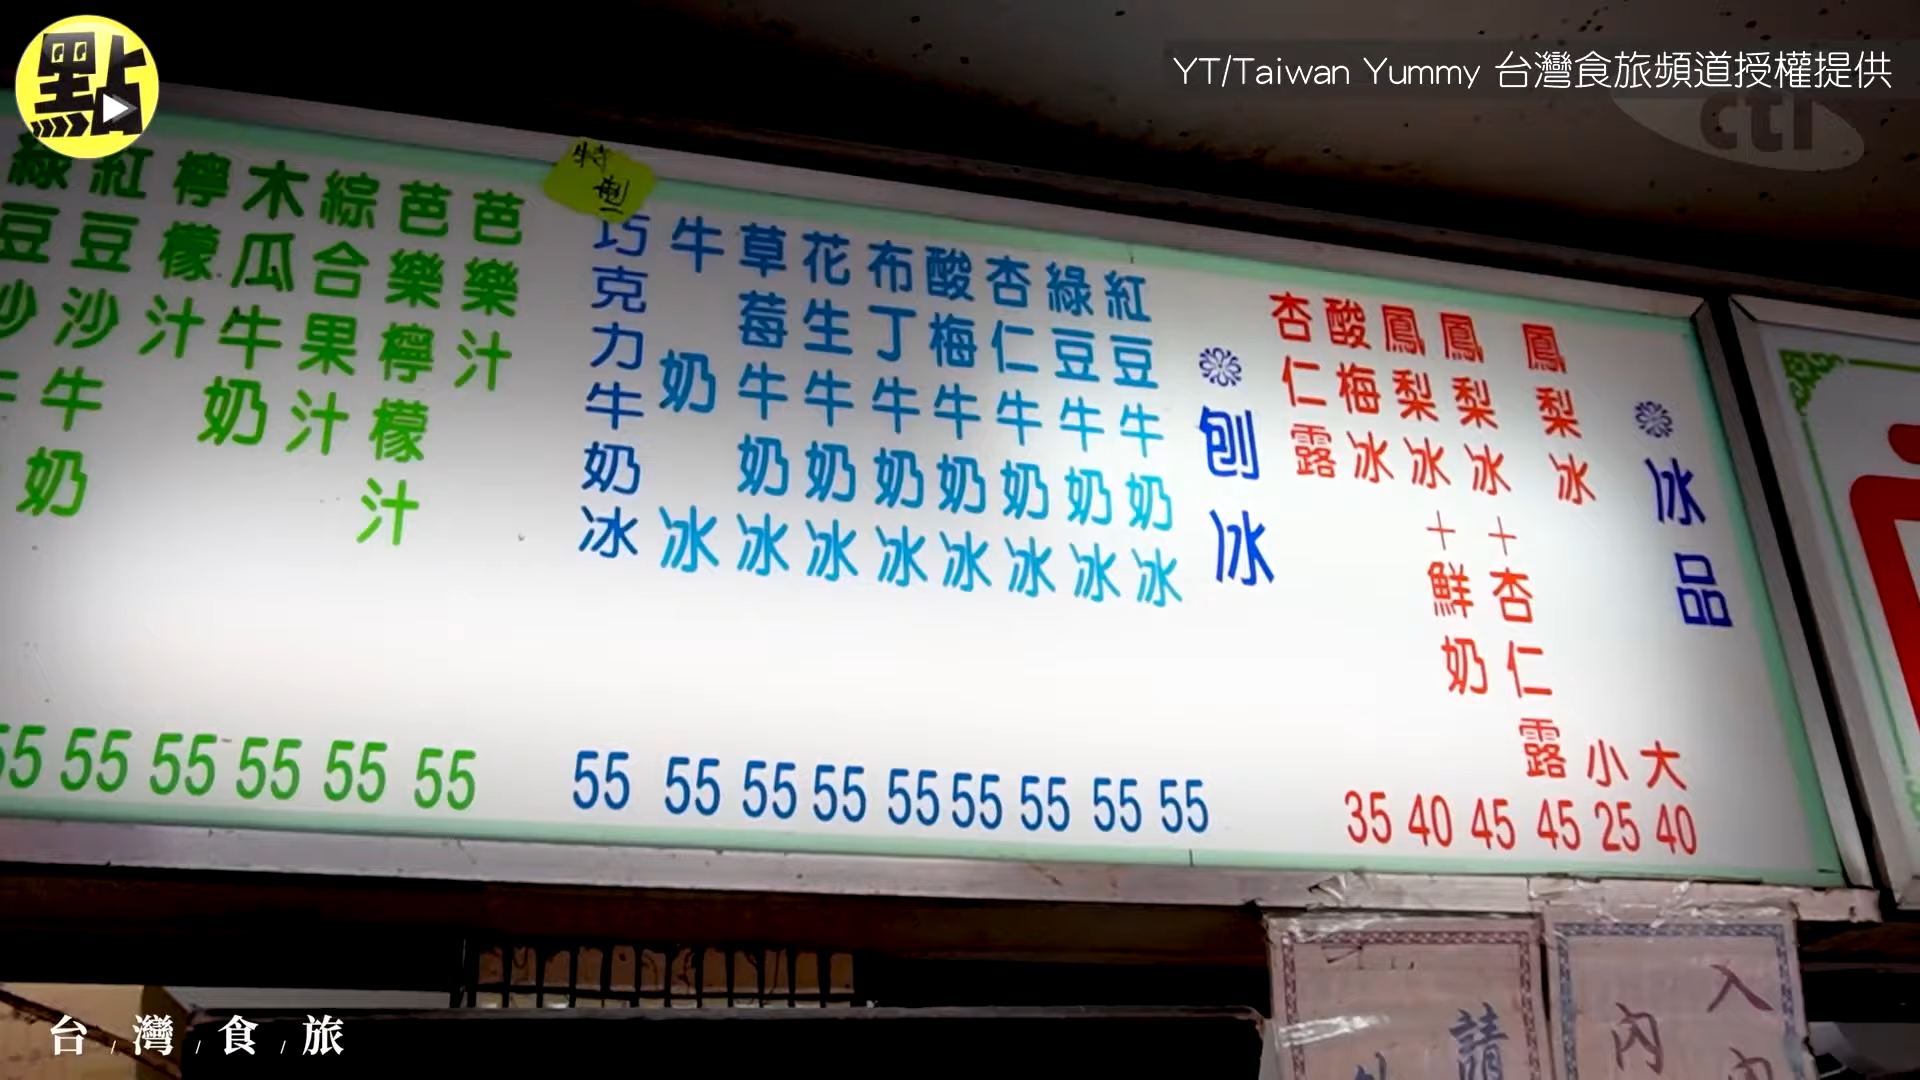 點
YT/Taiwan Yummy 台灣食旅頻道授權提供
cti
冰品
鳳梨冰 大 40 小 25
鳳梨冰+杏仁露 45
鳳梨冰+鮮奶 45
酸梅冰 40
杏仁露 35
刨冰
紅豆牛奶冰 55
綠豆牛奶冰 55
杏仁牛奶冰 55
酸梅牛奶冰 55
布丁牛奶冰 55
花生牛奶冰 55
草莓牛奶冰 55
牛奶冰 55
特製
巧克力牛奶冰 55
芭樂汁 55
芭樂檸檬汁 55
綜合果汁 55
木瓜牛奶 55
檸檬汁 55
紅豆沙牛奶 55
綠豆沙牛
入內
請
台/灣/食/旅